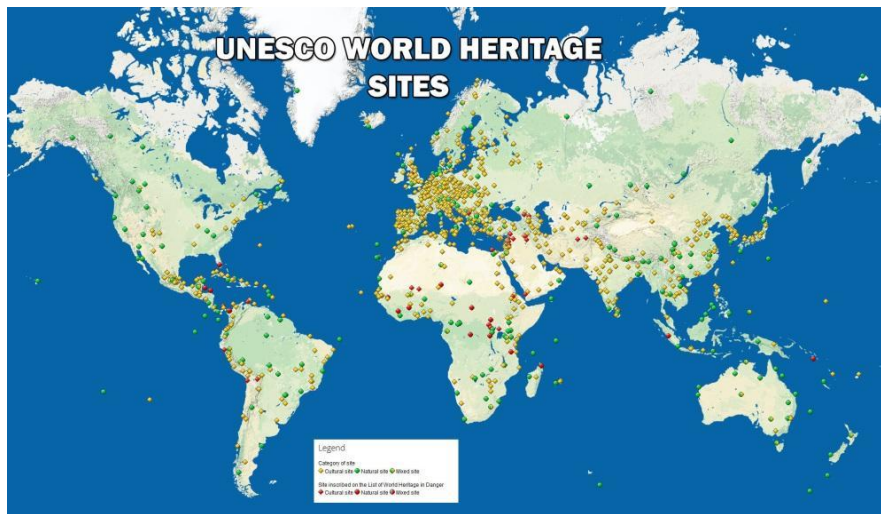 UNESCO WORLD HERITAGE
SITES
Legend
Category of site
Cultural site Natural site Mixed site
Site inscribed on the List of World Heritage in Danger
Cultural site Natural site Mixed site